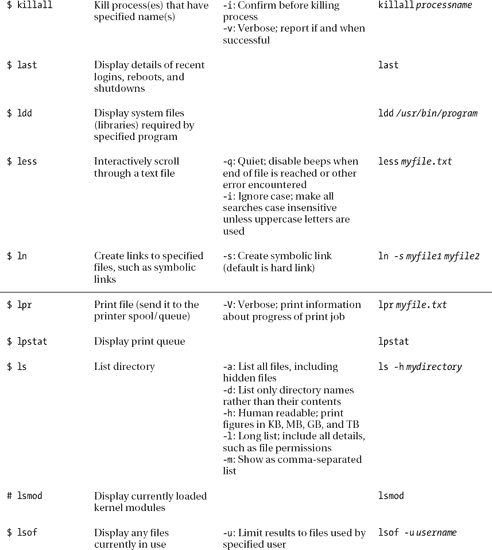 $ killall Kill process(es) that have -i: Confirm before killing killall processname
specified name(s) process
-v: Verbose; report if and when
successful
$ last Display details of recent last
logins, reboots, and
shutdowns
$ ldd Display system files ldd /usr/bin/program
(libraries) required by
specified program
$ less Interactively scroll -q: Quiet; disable beeps when less myfile.txt
through a text file end of file is reached or other
error encountered
-i: Ignore case; make all
searches case insensitive
unless uppercase letters are
used
$ ln Create links to specified -s: Create symbolic link ln -s myfile1 myfile2
files, such as symbolic (default is hard link)
links
$ lpr Print file (send it to the -V: Verbose; print information lpr myfile.txt
printer spool/queue) about progress of print job
$ lpstat Display print queue lpstat
$ ls List directory -a: List all files, including ls -h mydirectory
hidden files
-d: List only directory names
rather than their contents
-h: Human readable; print
figures in KB, MB, GB, and TB
-l: Long list; include all details,
such as file permissions
-m: Show as comma-separated
list
# lsmod Display currently loaded lsmod
kernel modules
$ lsof Display any files -u: Limit results to files used by lsof -u username
currently in use specified user